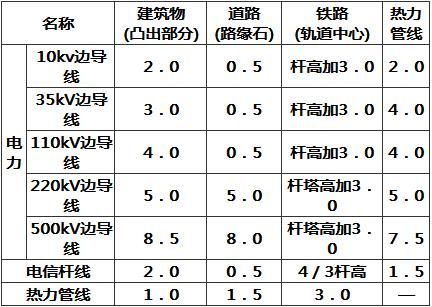 名称 建筑物 (凸出部分) 道路 (路缘石) 铁路 (轨道中心) 热力管线
电力
10kv边导线 2.0 0.5 杆高加3.0 2.0
35kV边导线 3.0 0.5 杆高加3.0 4.0
110kV边导线 4.0 0.5 杆高加3.0 4.0
220kV边导线 5.0 5.0 杆塔高加3.0 5.0
500kV边导线 8.5 8.0 杆塔高加3.0 7.5
电信杆线 2.0 0.5 4/3杆高 1.5
热力管线 1.0 1.5 3.0 —